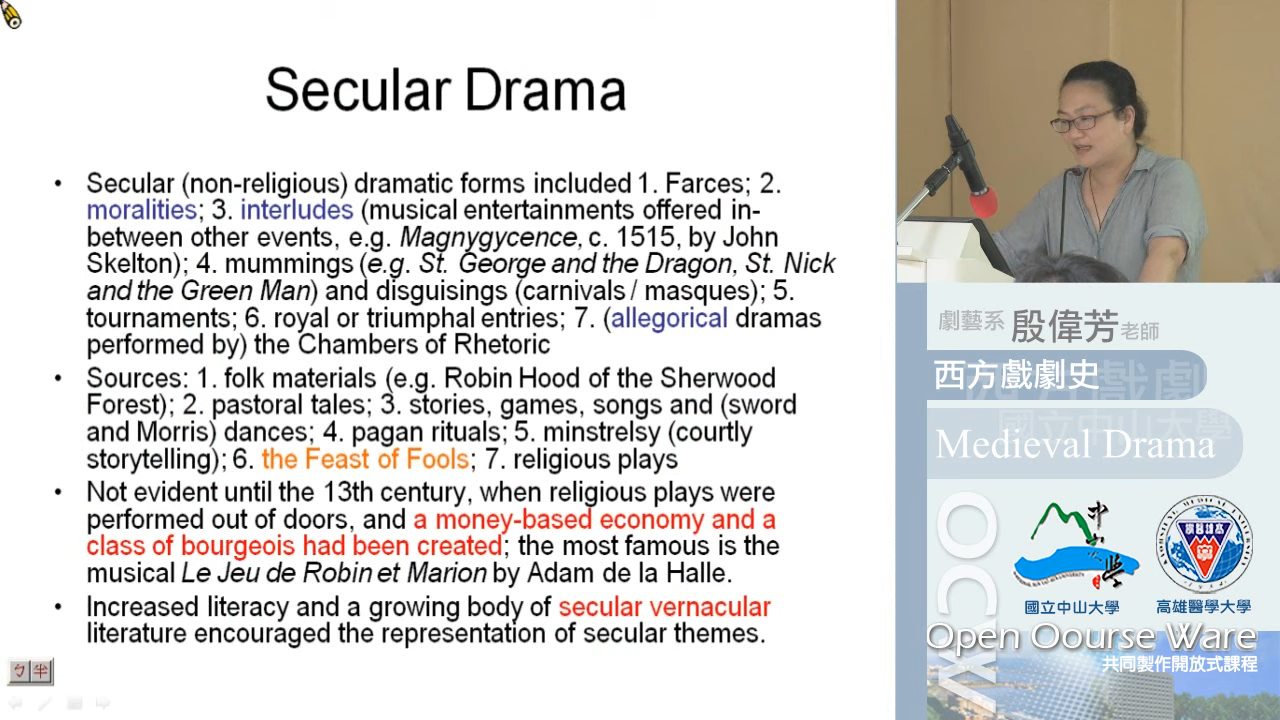 Secular Drama
• Secular (non-religious) dramatic forms included 1. Farces; 2.
moralities; 3. interludes (musical entertainments offered in-
between other events, e.g. Magnygycence, c. 1515, by John
Skelton); 4. mummings (e.g. St. George and the Dragon, St. Nick
and the Green Man) and disguisings (carnivals / masques); 5.
tournaments; 6. royal or triumphal entries; 7. (allegorical dramas
performed by) the Chambers of Rhetoric
• Sources: 1. folk materials (e.g. Robin Hood of the Sherwood
Forest); 2. pastoral tales; 3. stories, games, songs and (sword
and Morris) dances; 4. pagan rituals; 5. minstrelsy (courtly
storytelling); 6. the Feast of Fools; 7. religious plays
• Not evident until the 13th century, when religious plays were
performed out of doors, and a money-based economy and a
class of bourgeois had been created; the most famous is the
musical Le Jeu de Robin et Marion by Adam de la Halle.
• Increased literacy and a growing body of secular vernacular
literature encouraged the representation of secular themes.
ㄅ半
劇藝系 殷偉芳老師
西方戲劇史
戲劇
國立中山大學
Medieval Drama
OCW
中山大學
國立中山大學
高雄醫學大學
Open Oourse Ware
共同製作開放式課程